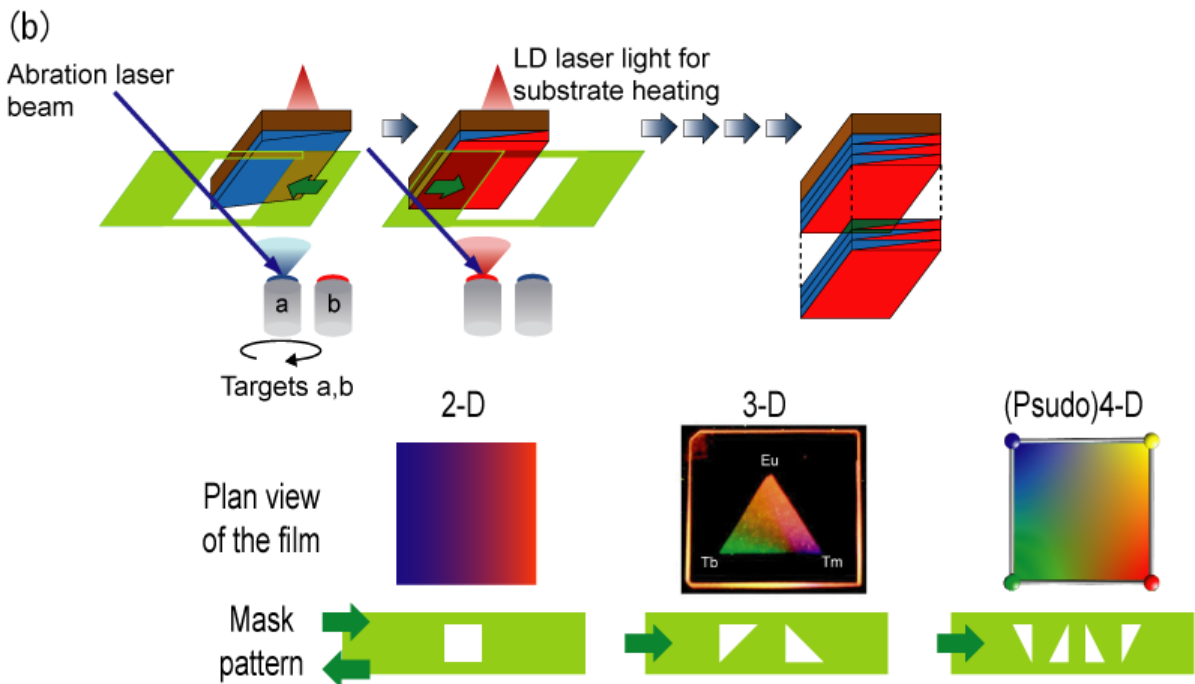 (b)
Abration laser
beam
LD laser light for
substrate heating
a
b
Targets a,b
2-D
3-D
(Psudo)4-D
Plan view
of the film
Eu
Tb
Tm
Mask
pattern